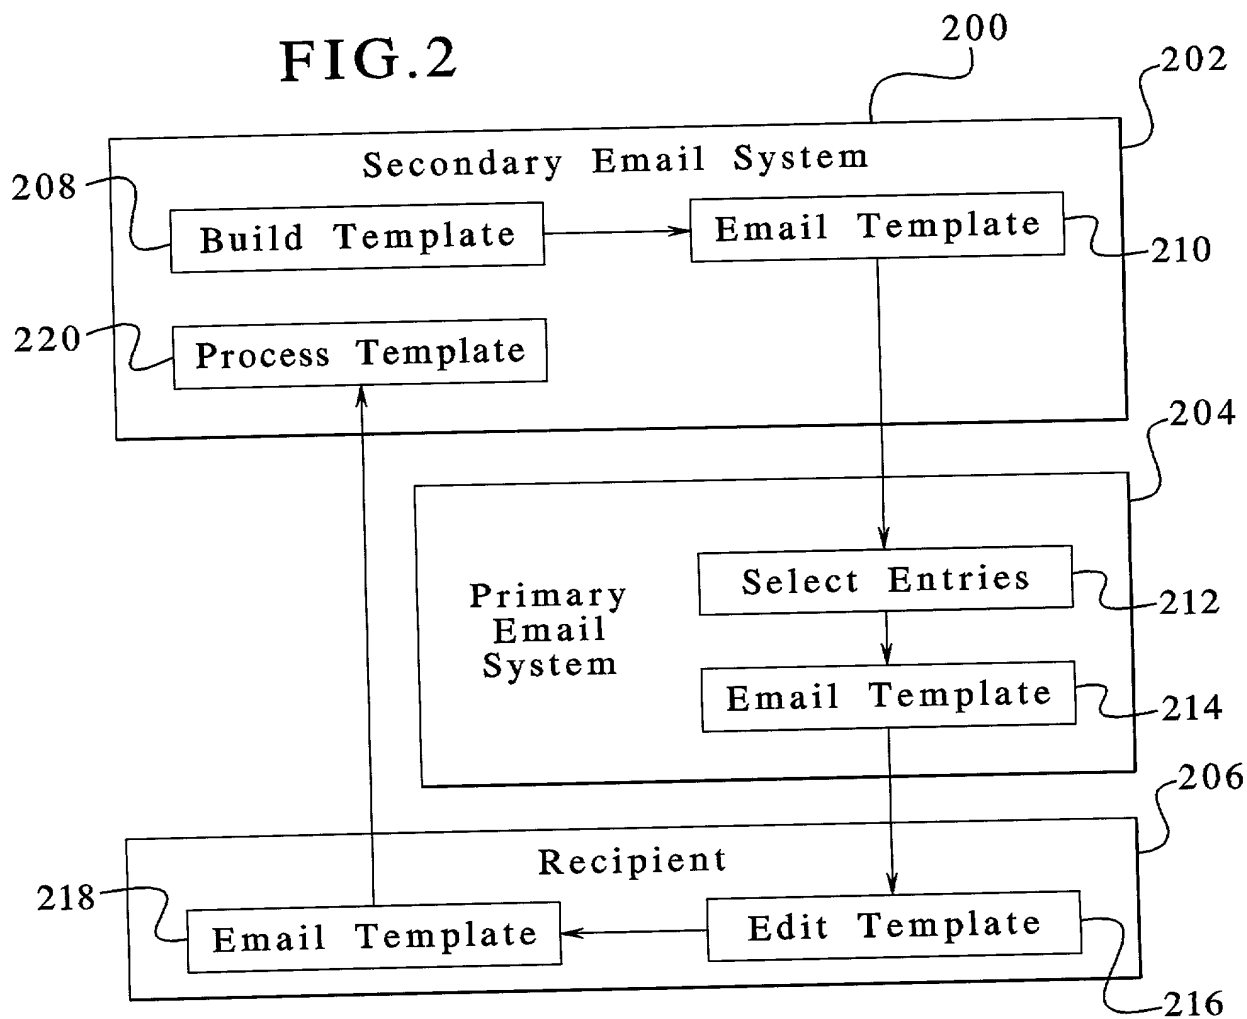 FIG.2
200
202
Secondary Email System
208
Build Template
Email Template
210
220
Process Template
204
Primary
Email
System
Select Entries
212
Email Template
214
206
Recipient
218
Email Template
Edit Template
216